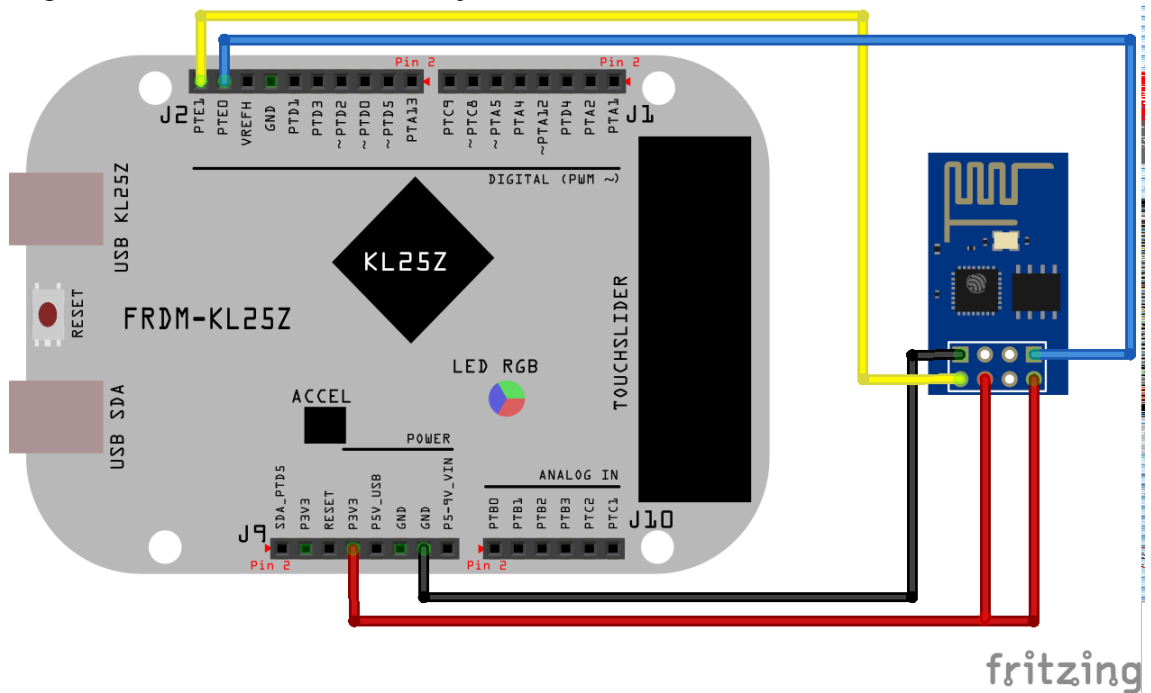 Pin 2
Pin 2
J2
PTE1
PTE0
VREFH
GND
PTD1
PTD3
~PTD2
~PTD0
~PTD5
PTA13
PTC9
~PTC8
~PTA5
PTA4
~PTA12
PTD4
PTA2
PTA1
J1
DIGITAL (PWM ~)
USB KL25Z
KL25Z
RESET
FRDM-KL25Z
TOUCHSLIDER
LED RGB
USB SDA
ACCEL
POWER
ANALOG IN
J9
SDA_PTD5
P3V3
RESET
P3V3
P5V_USB
GND
GND
P5-9V_VIN
PTB0
PTB1
PTB2
PTB3
PTC2
PTC1
J10
Pin 2
Pin 2
fritzing